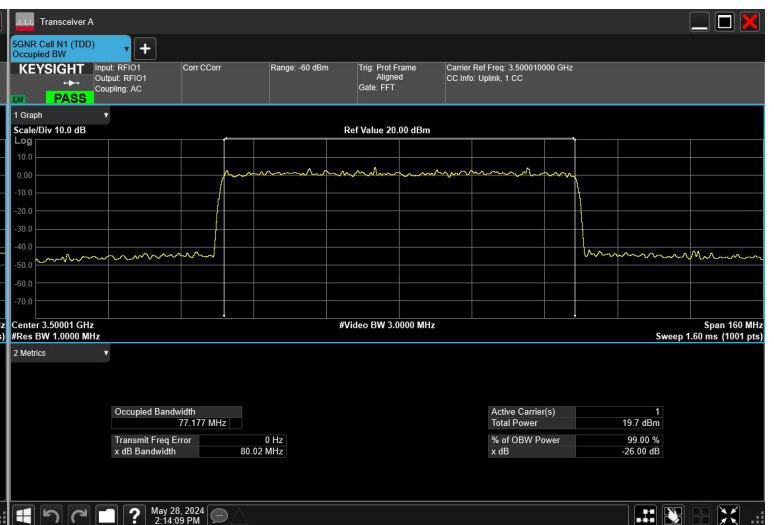 Transceiver A
5GNR Cell N1 (TDD)
Occupied BW
KEYSIGHT
LXI
PASS
Input: RFIO1
Output: RFIO1
Coupling: AC
Corr CCorr
Range: -60 dBm
Trig: Prot Frame
Aligned
Gate: FFT
Carrier Ref Freq: 3.500010000 GHz
CC Info: Uplink, 1 CC
1 Graph
Scale/Div 10.0 dB
Ref Value 20.00 dBm
Log
10.0
0.00
-10.0
-20.0
-30.0
-40.0
-50.0
-60.0
-70.0
Center 3.50001 GHz
#Video BW 3.0000 MHz
Span 160 MHz
#Res BW 1.0000 MHz
Sweep 1.60 ms (1001 pts)
2 Metrics
Occupied Bandwidth
77.177 MHz
Transmit Freq Error 0 Hz
x dB Bandwidth 80.02 MHz
Active Carrier(s) 1
Total Power 19.7 dBm
% of OBW Power 99.00 %
x dB -26.00 dB
May 28, 2024
2:14:09 PM